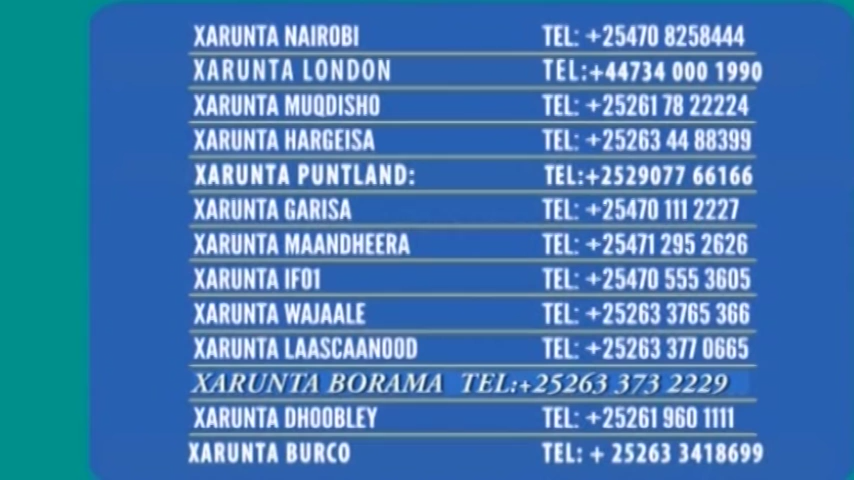 XARUNTA NAIROBI TEL: +25470 8258444
XARUNTA LONDON TEL:+44734 000 1990
XARUNTA MUQDISHO TEL: +25261 78 22224
XARUNTA HARGEISA TEL: +25263 44 88399
XARUNTA PUNTLAND: TEL:+2529077 66166
XARUNTA GARISA TEL: +25470 111 2227
XARUNTA MAANDHEERA TEL: +25471 295 2626
XARUNTA IFO1 TEL: +25470 555 3605
XARUNTA WAJAALE TEL: +25263 3765 366
XARUNTA LAASCAANOOD TEL: +25263 377 0665
XARUNTA BORAMA TEL:+25263 373 2229
XARUNTA DHOOBLEY TEL: +25261 960 1111
XARUNTA BURCO TEL: + 25263 3418699